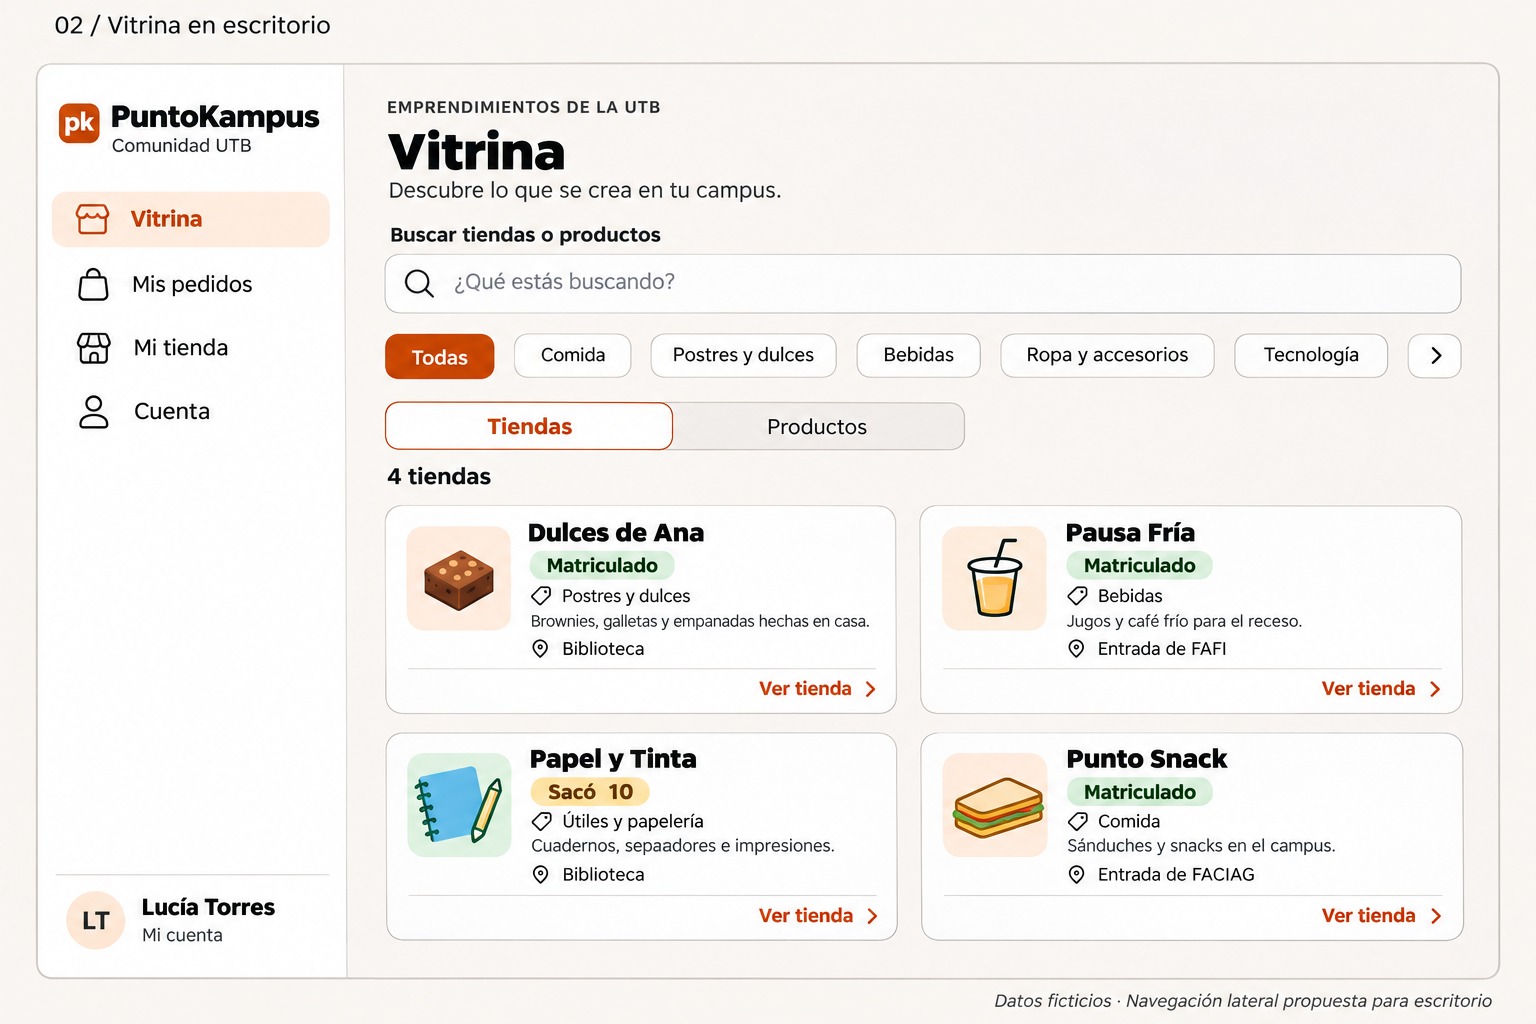 02 / Vitrina en escritorio
pk
PuntoKampus
Comunidad UTB
Vitrina
Mis pedidos
Mi tienda
Cuenta
LT
Lucía Torres
Mi cuenta
EMPRENDIMIENTOS DE LA UTB
Vitrina
Descubre lo que se crea en tu campus.
Buscar tiendas o productos
¿Qué estás buscando?
Todas
Comida
Postres y dulces
Bebidas
Ropa y accesorios
Tecnología
Tiendas
Productos
4 tiendas
Dulces de Ana
Matriculado
Postres y dulces
Brownies, galletas y empanadas hechas en casa.
Biblioteca
Ver tienda
Pausa Fría
Matriculado
Bebidas
Jugos y café frío para el receso.
Entrada de FAFI
Ver tienda
Papel y Tinta
Sacó 10
Útiles y papelería
Cuadernos, sepaadores e impresiones.
Biblioteca
Ver tienda
Punto Snack
Matriculado
Comida
Sánduches y snacks en el campus.
Entrada de FACIAG
Ver tienda
Datos ficticios · Navegación lateral propuesta para escritorio